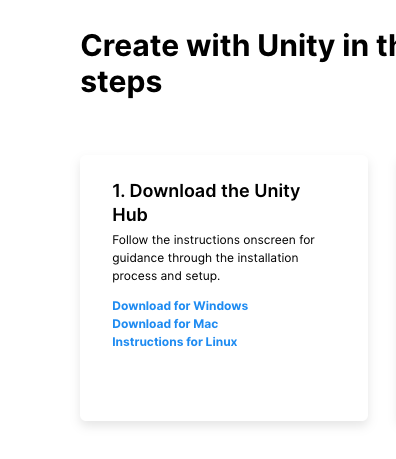 Create with Unity in th
steps
1. Download the Unity
Hub
Follow the instructions onscreen for
guidance through the installation
process and setup.
Download for Windows
Download for Mac
Instructions for Linux